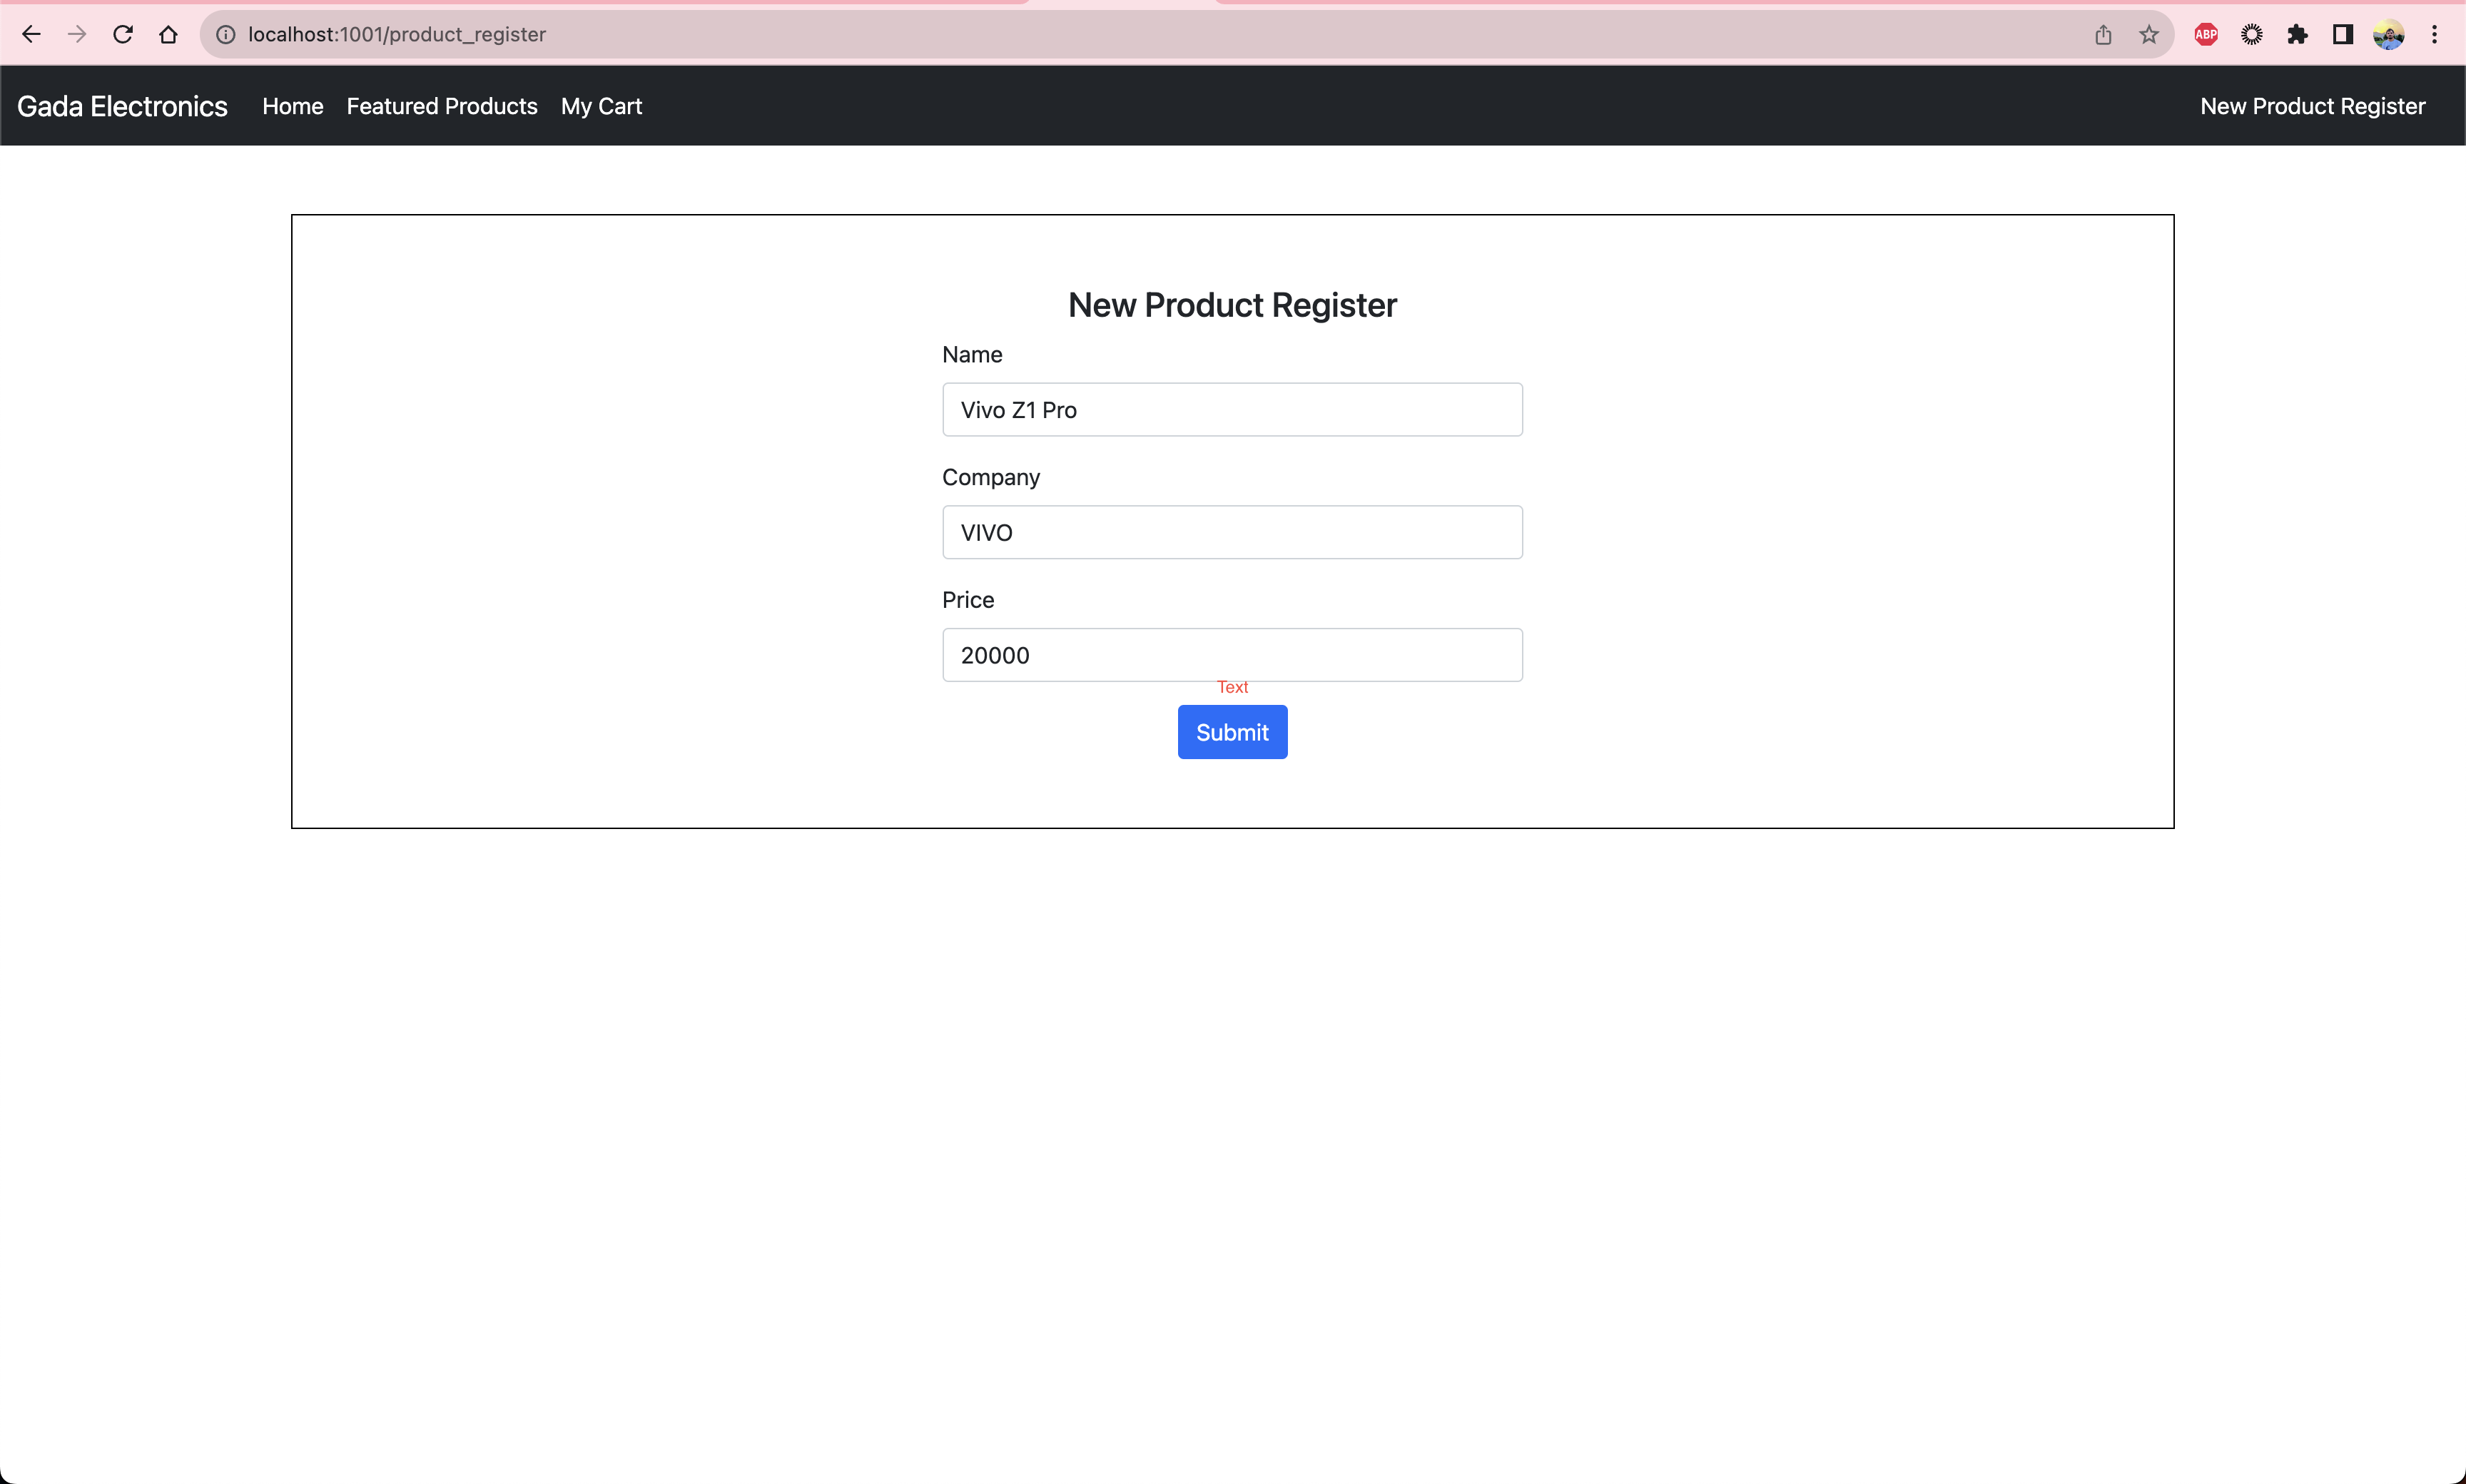 localhost:1001/product_register
ABP
Gada Electronics Home Featured Products My Cart New Product Register
New Product Register
Name
Vivo Z1 Pro
Company
VIVO
Price
20000
Text
Submit